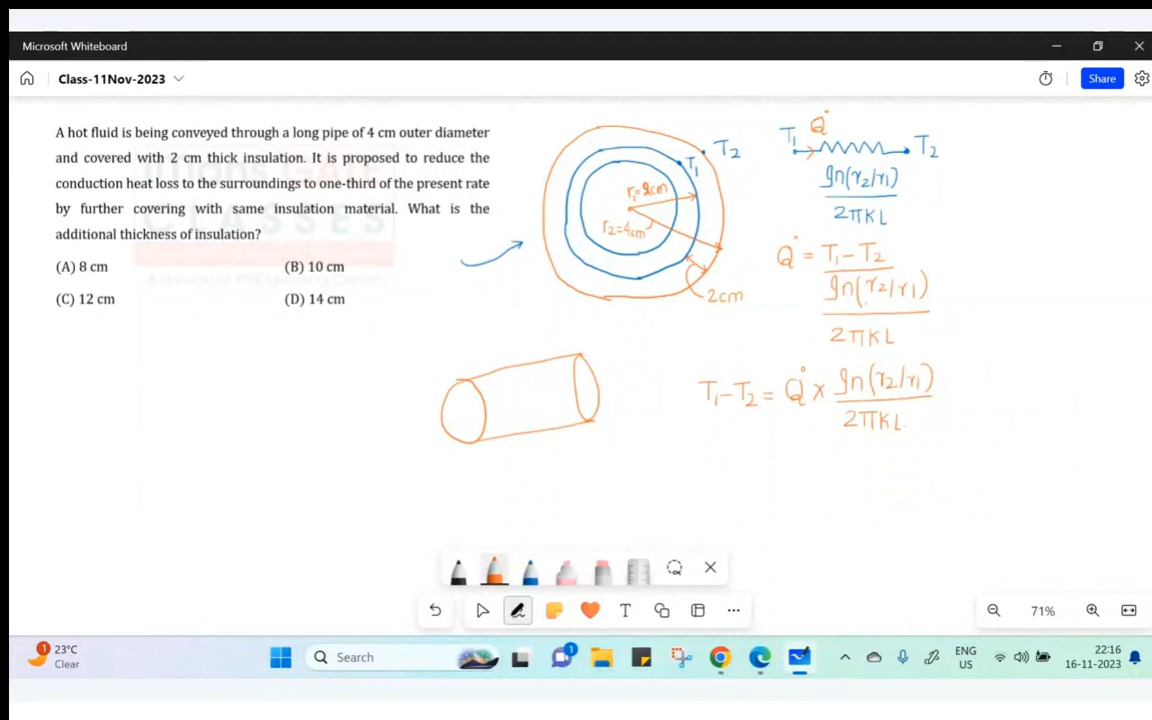 Microsoft Whiteboard
Class-11Nov-2023
Share
A hot fluid is being conveyed through a long pipe of 4 cm outer diameter
and covered with 2 cm thick insulation. It is proposed to reduce the
conduction heat loss to the surroundings to one-third of the present rate
by further covering with same insulation material. What is the
additional thickness of insulation?
(A) 8 cm
(B) 10 cm
(C) 12 cm
(D) 14 cm
GATE
CLASSES
T2
T1
r1=2cm
r2=4cm
2cm
T1
Q̇
T2
ln(r2/r1)
2πKL
Q̇ = T1-T2
ln(r2/r1)
2πKL
T1-T2 = Q̇ x ln(r2/r1)
2πKL
71%
1
23°C
Clear
Search
1
ENG
US
22:16
16-11-2023